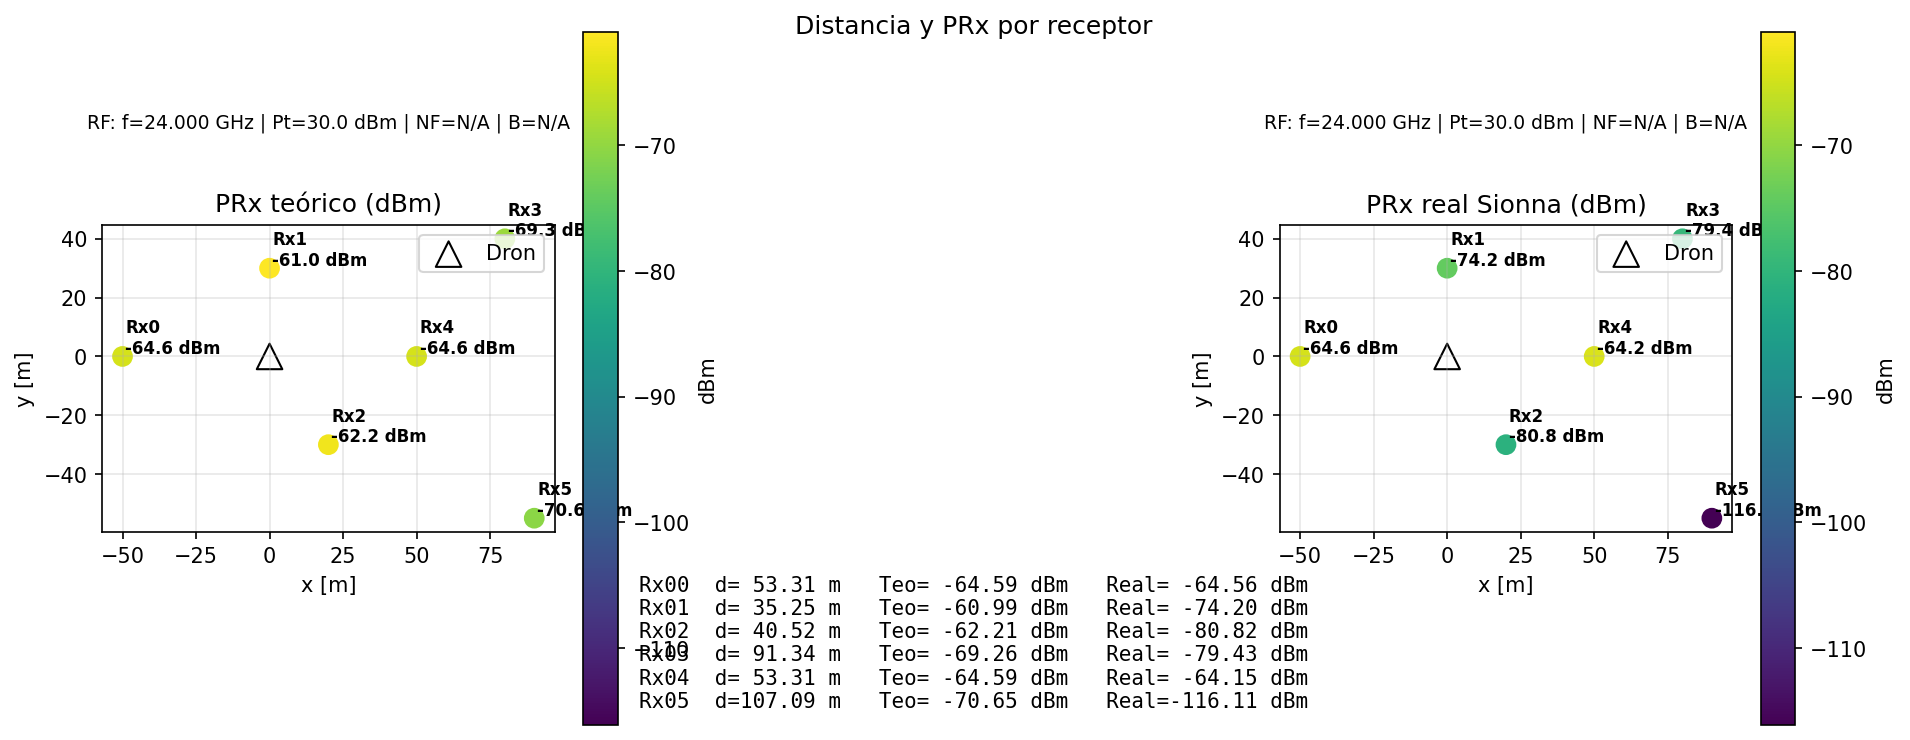 Distancia y PRx por receptor
RF: f=24.000 GHz | Pt=30.0 dBm | NF=N/A | B=N/A
PRx teórico (dBm)
Rx3
-69.3
Dron
Rx1
-61.0 dBm
Rx0
-64.6 dBm
Rx4
-64.6 dBm
Rx2
-62.2 dBm
Rx5
-70.6
40
20
0
−20
−40
y [m]
−50
−25
0
25
50
75
x [m]
−70
−80
−90
−100
−110
dBm
RF: f=24.000 GHz | Pt=30.0 dBm | NF=N/A | B=N/A
PRx real Sionna (dBm)
Rx3
-79.4
Dron
Rx1
-74.2 dBm
Rx0
-64.6 dBm
Rx4
-64.2 dBm
Rx2
-80.8 dBm
Rx5
40
20
0
−20
−40
y [m]
−50
−25
0
25
50
75
x [m]
−70
−80
−90
−100
−110
dBm
Rx00 d= 53.31 m Teo= -64.59 dBm Real= -64.56 dBm
Rx01 d= 35.25 m Teo= -60.99 dBm Real= -74.20 dBm
Rx02 d= 40.52 m Teo= -62.21 dBm Real= -80.82 dBm
Rx03 d= 91.34 m Teo= -69.26 dBm Real= -79.43 dBm
Rx04 d= 53.31 m Teo= -64.59 dBm Real= -64.15 dBm
Rx05 d=107.09 m Teo= -70.65 dBm Real=-116.11 dBm